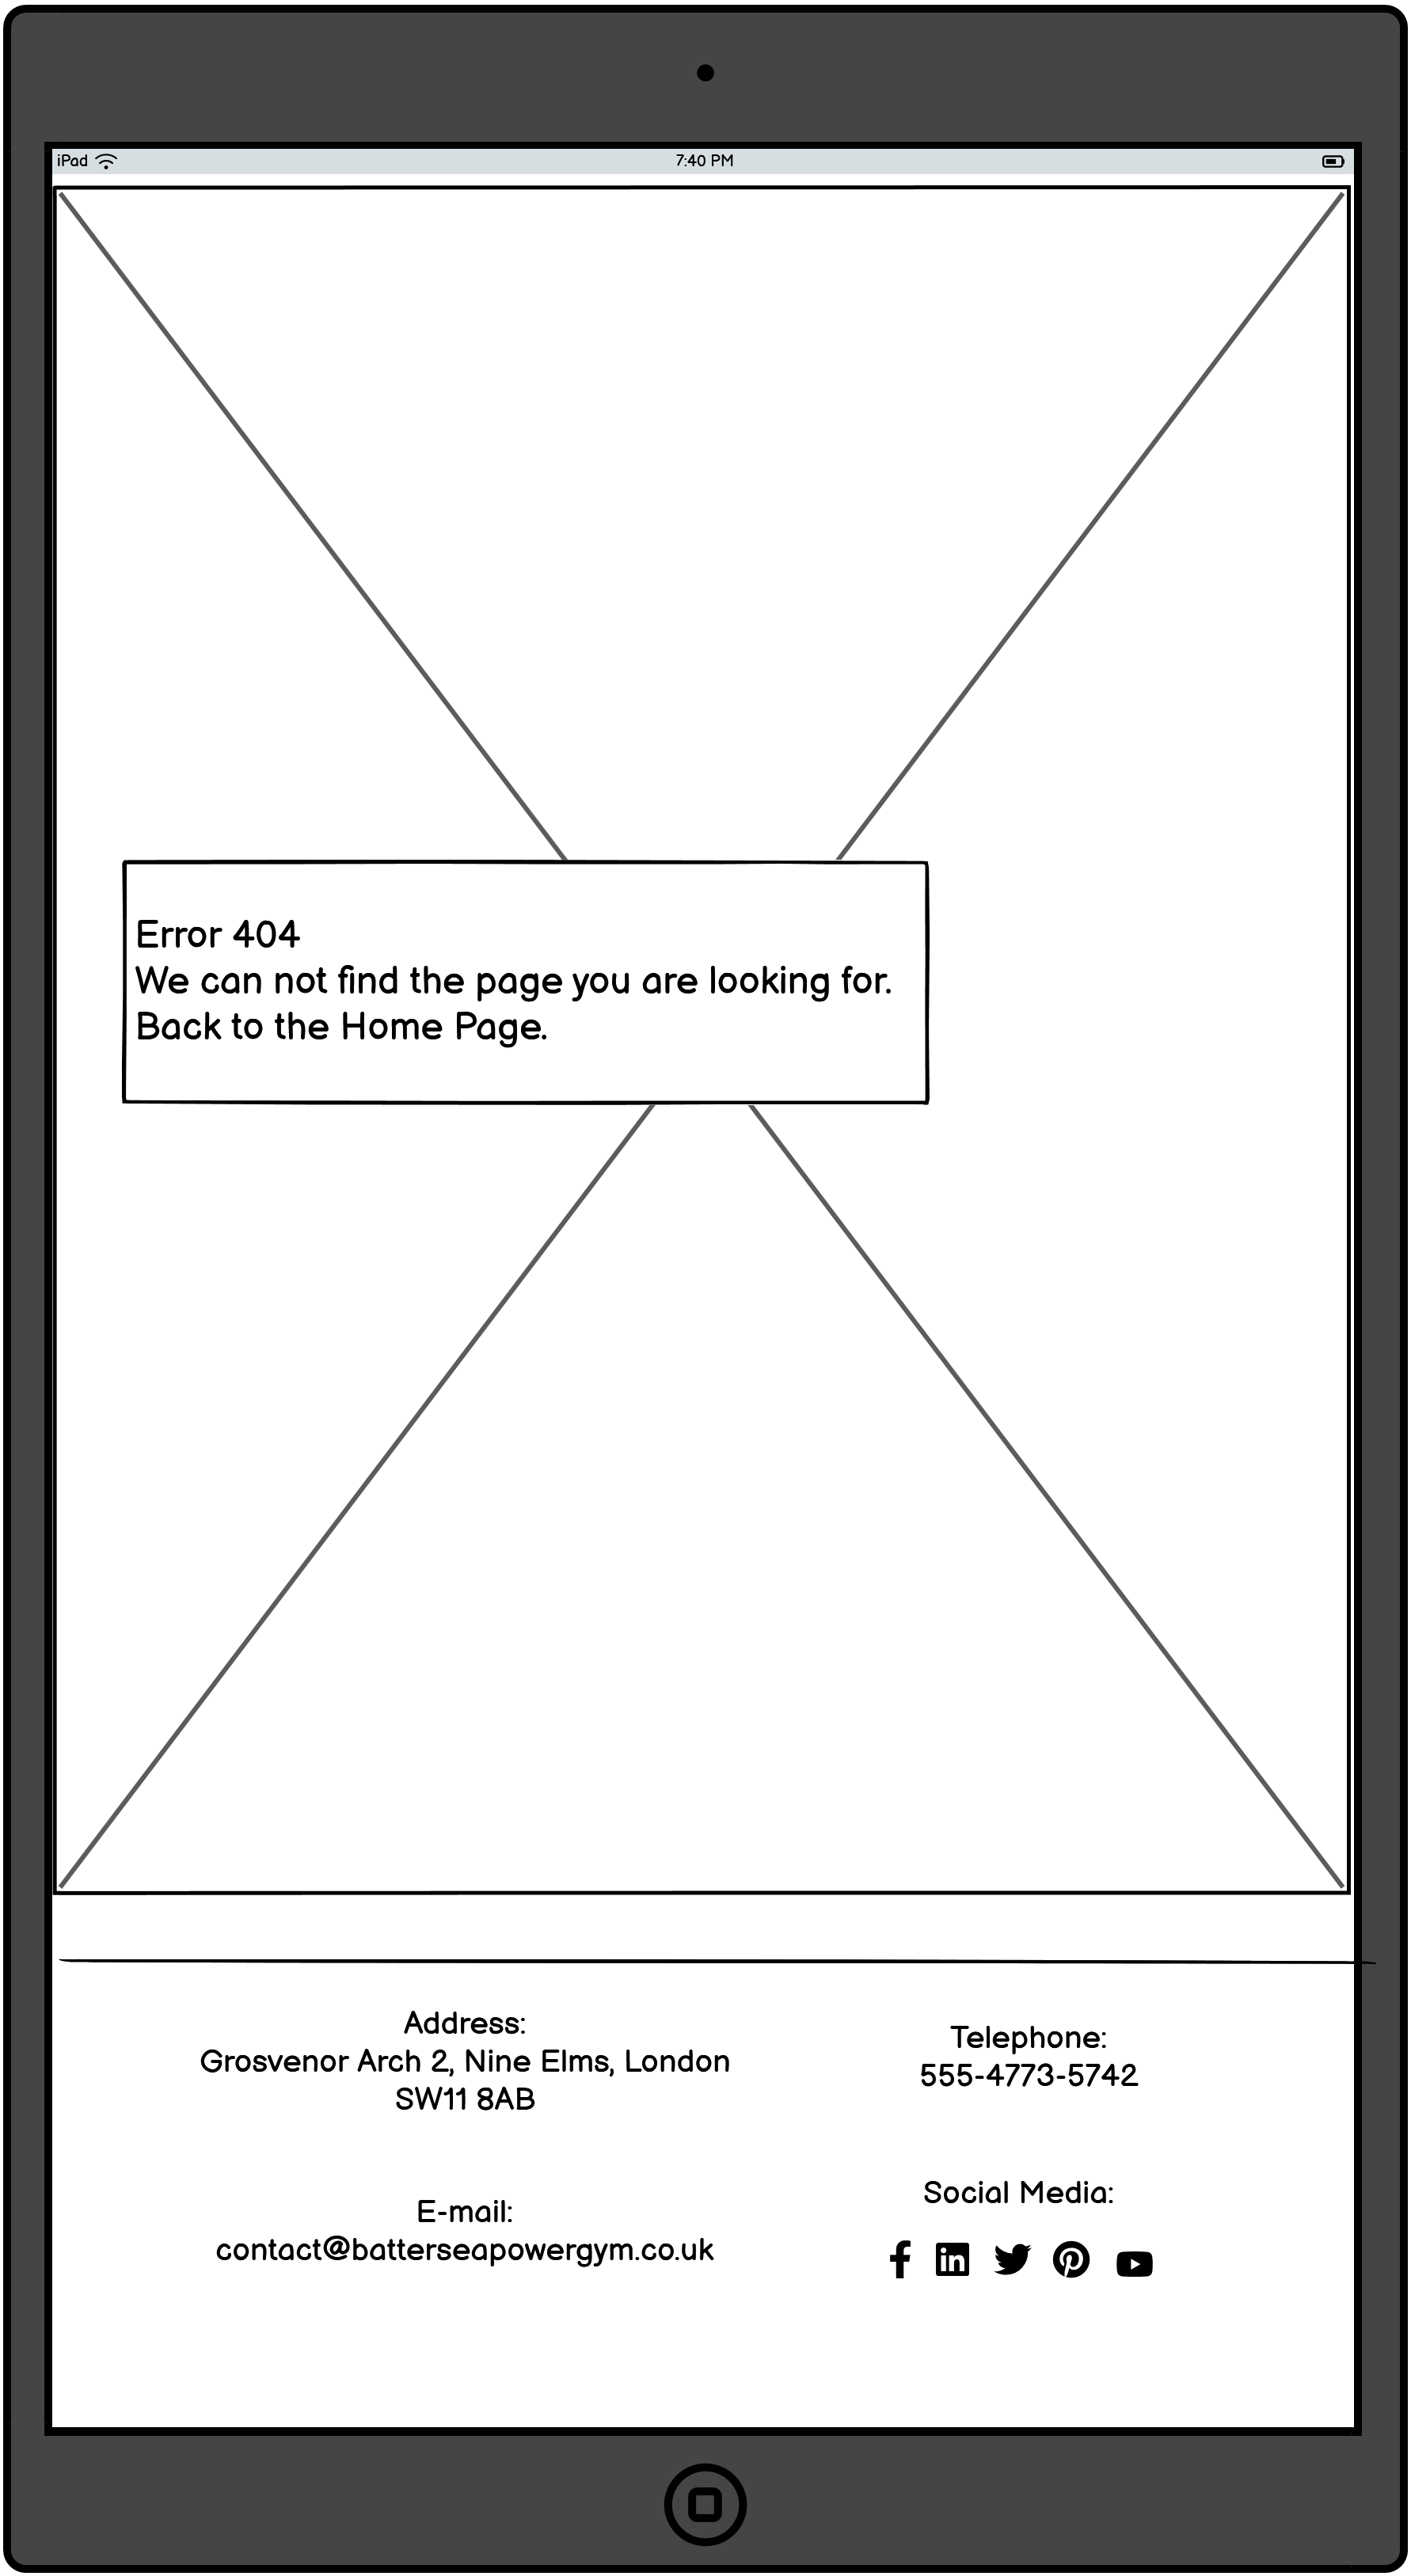 iPad
7:40 PM
Error 404
We can not find the page you are looking for.
Back to the Home Page.
Address:
Grosvenor Arch 2, Nine Elms, London
SW11 8AB
Telephone:
555-4773-5742
E-mail:
contact@batterseapowergym.co.uk
Social Media: